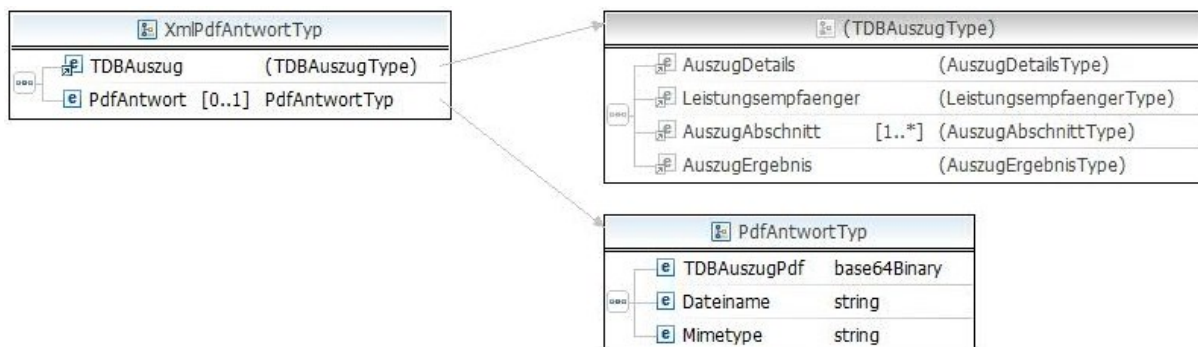 XmlPdfAntwortTyp
TDBAuszug (TDBAuszugType)
PdfAntwort [0..1] PdfAntwortTyp
(TDBAuszugType)
AuszugDetails (AuszugDetailsType)
Leistungsempfaenger (LeistungsempfaengerType)
AuszugAbschnitt [1..*] (AuszugAbschnittType)
AuszugErgebnis (AuszugErgebnisType)
PdfAntwortTyp
e TDBAuszugPdf base64Binary
e Dateiname string
e Mimetype string